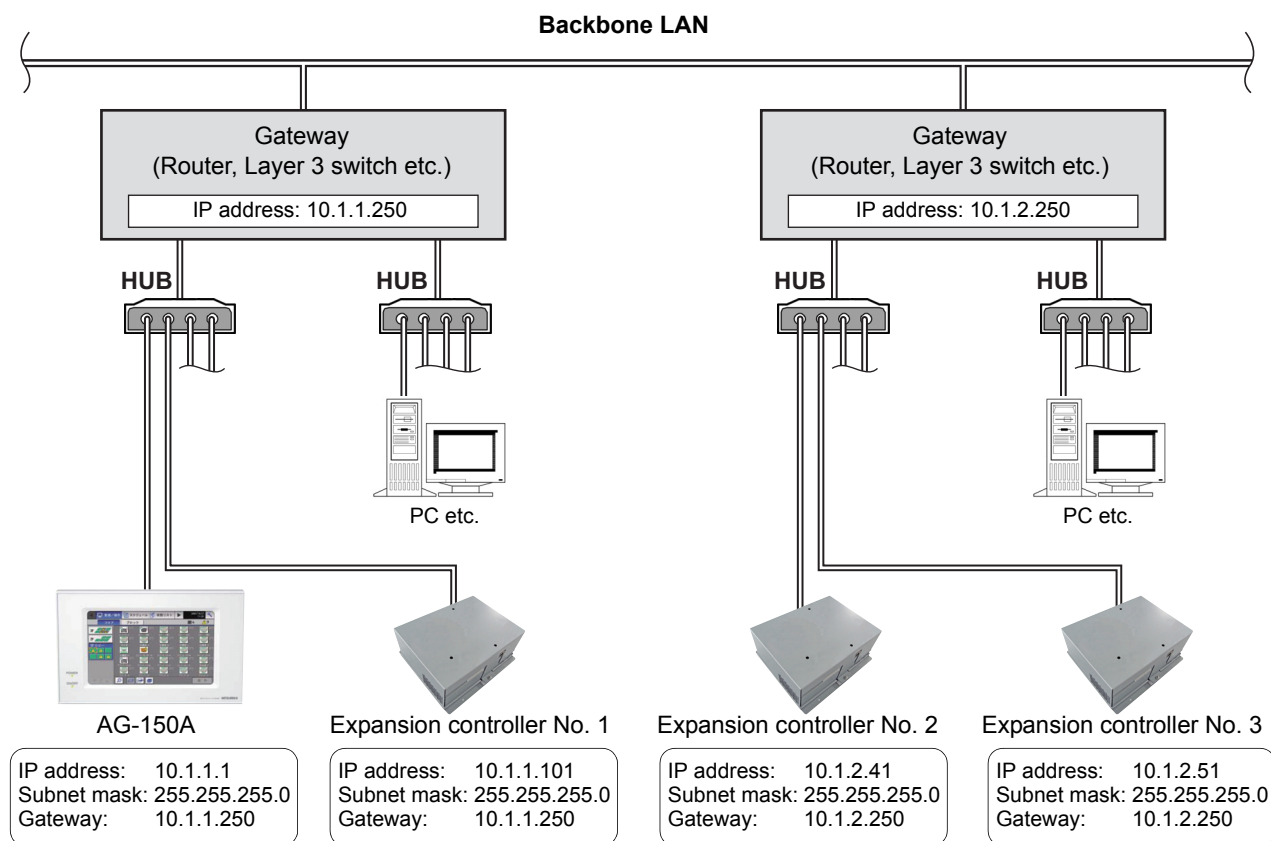 Backbone LAN
Gateway
(Router, Layer 3 switch etc.)
IP address: 10.1.1.250
Gateway
(Router, Layer 3 switch etc.)
IP address: 10.1.2.250
HUB
HUB
HUB
HUB
PC etc.
PC etc.
AG-150A
Expansion controller No. 1
Expansion controller No. 2
Expansion controller No. 3
IP address: 10.1.1.1
Subnet mask: 255.255.255.0
Gateway: 10.1.1.250
IP address: 10.1.1.101
Subnet mask: 255.255.255.0
Gateway: 10.1.1.250
IP address: 10.1.2.41
Subnet mask: 255.255.255.0
Gateway: 10.1.2.250
IP address: 10.1.2.51
Subnet mask: 255.255.255.0
Gateway: 10.1.2.250